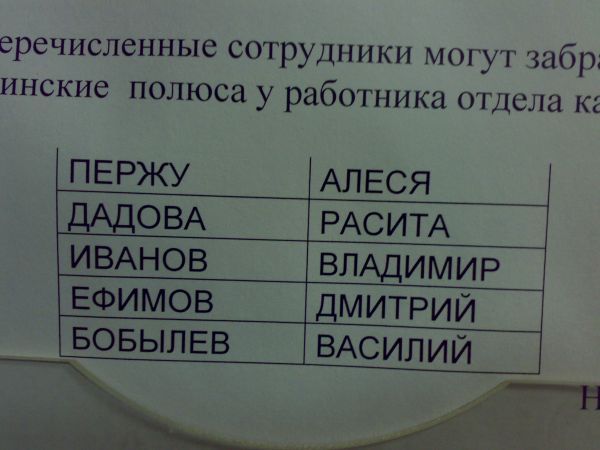 еречисленные сотрудники могут забра
инские полюса у работника отдела ка
ПЕРЖУ АЛЕСЯ
ДАДОВА РАСИТА
ИВАНОВ ВЛАДИМИР
ЕФИМОВ ДМИТРИЙ
БОБЫЛЕВ ВАСИЛИЙ
Н